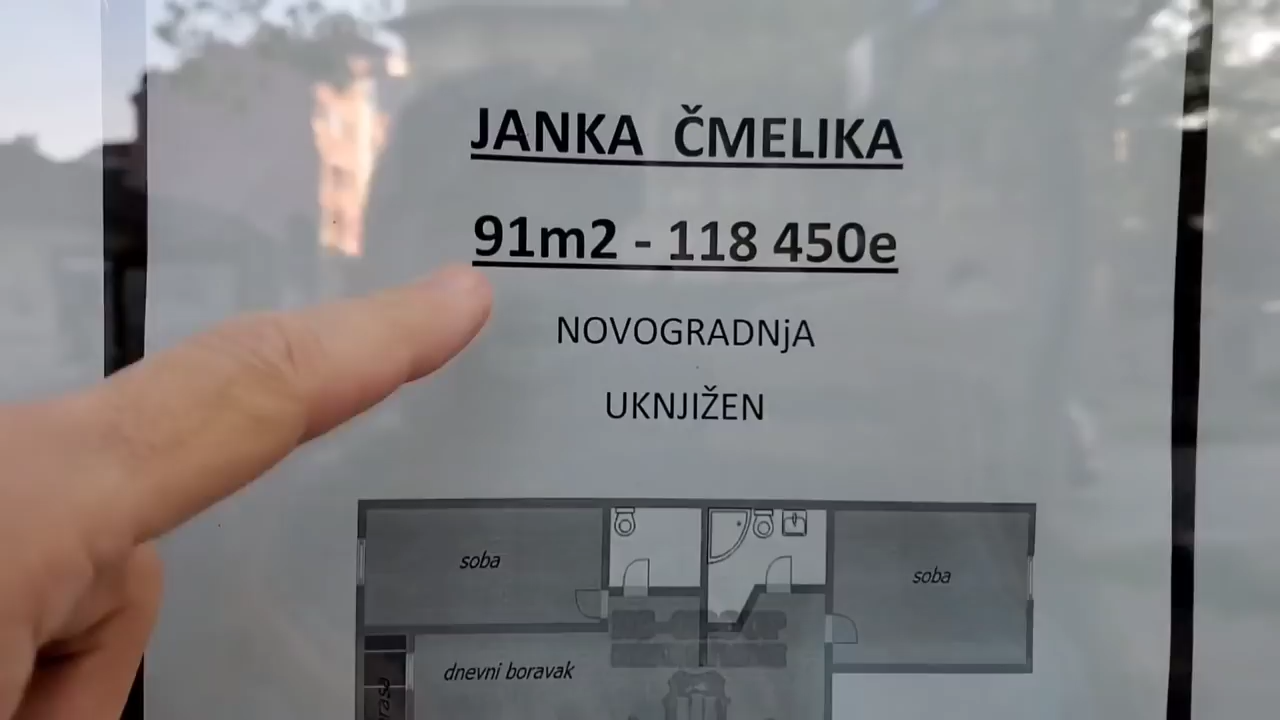 JANKA ČMELIKA
91m2 - 118 450e
NOVOGRADNjA
UKNJIŽEN
soba
soba
dnevni boravak